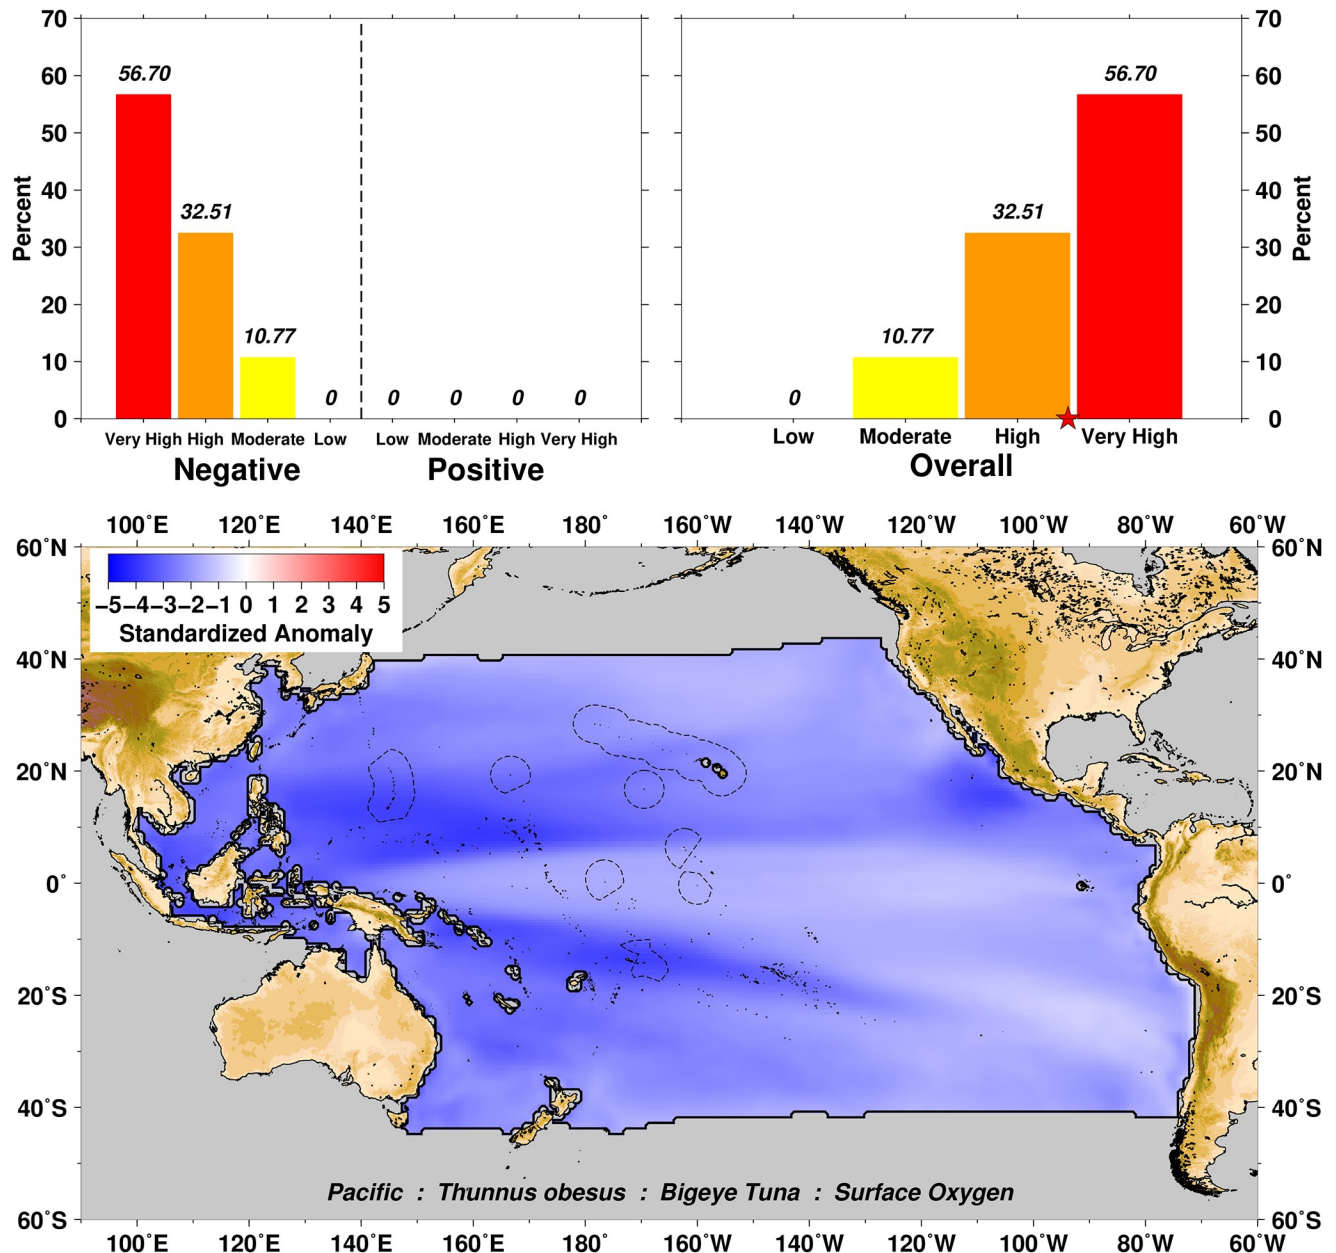 70 70
56.70 56.70
60 60
50 50
40 40
32.51 32.51
30 30
20 20
10.77 10.77
10 10
0 0 0 0 0 0
0 0
Percent
Percent
Very High High Moderate Low Low Moderate High Very High
Negative Positive
Low Moderate High Very High
Overall
100°E 120°E 140°E 160°E 180° 160°W 140°W 120°W 100°W 80°W 60°W
60°N 60°N
−5 −4 −3 −2 −1 0 1 2 3 4 5
Standardized Anomaly
40°N 40°N
20°N 20°N
0° 0°
20°S 20°S
40°S 40°S
Pacific : Thunnus obesus : Bigeye Tuna : Surface Oxygen
60°S 60°S
100°E 120°E 140°E 160°E 180° 160°W 140°W 120°W 100°W 80°W 60°W